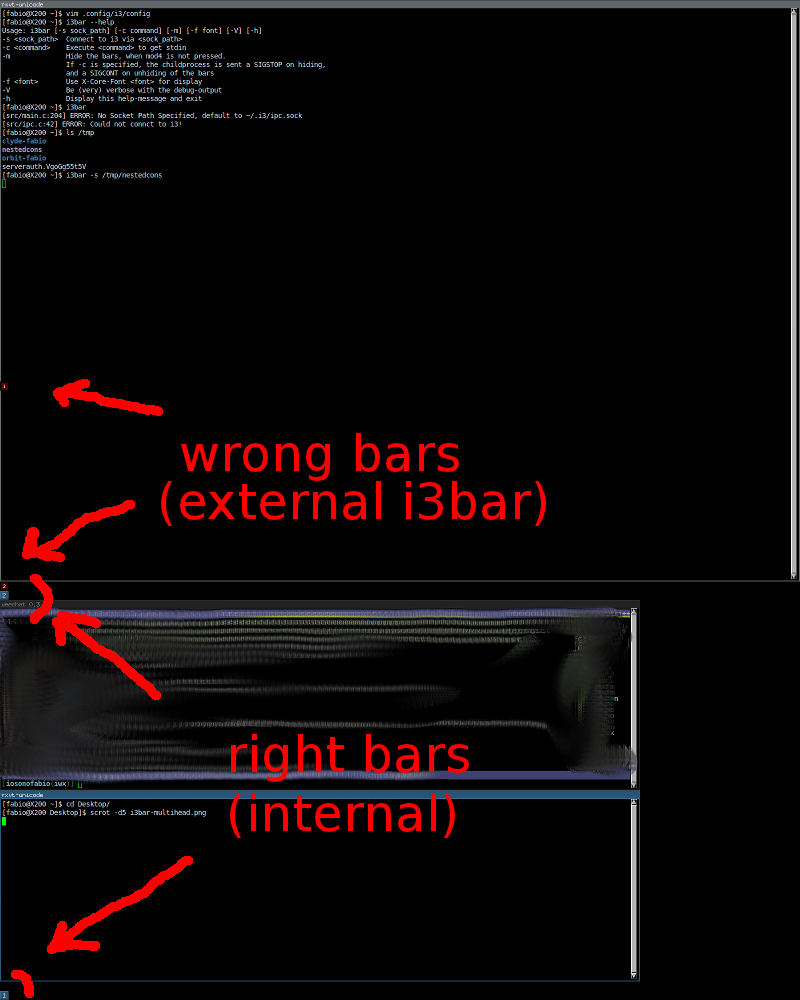 rxvt-unicode
[fabio@X200 ~]$ vim .config/i3/config
[fabio@X200 ~]$ i3bar --help
Usage: i3bar [-s sock_path] [-c command] [-m] [-f font] [-V] [-h]
-s <sock_path>  Connect to i3 via <sock_path>
-c <command>    Execute <command> to get stdin
-m              Hide the bars, when mod4 is not pressed.
                If -c is specified, the childprocess is sent a SIGSTOP on hiding,
                and a SIGCONT on unhiding of the bars
-f <font>       Use X-Core-Font <font> for display
-V              Be (very) verbose with the debug-output
-h              Display this help-message and exit
[fabio@X200 ~]$ i3bar
[src/main.c:204] ERROR: No Socket Path Specified, default to ~/.i3/ipc.sock
[src/ipc.c:42] ERROR: Could not connct to i3!
[fabio@X200 ~]$ ls /tmp
clyde-fabio
nestedcons
orbit-fabio
serverauth.VgoGg55t5V
[fabio@X200 ~]$ i3bar -s /tmp/nestedcons
1
wrong bars
(external i3bar)
2
2
weechat 0.3
right bars
[iosonofabio(iwx)]
rxvt-unicode
(internal)
[fabio@X200 ~]$ cd Desktop/
[fabio@X200 Desktop]$ scrot -d5 i3bar-multihead.png
1